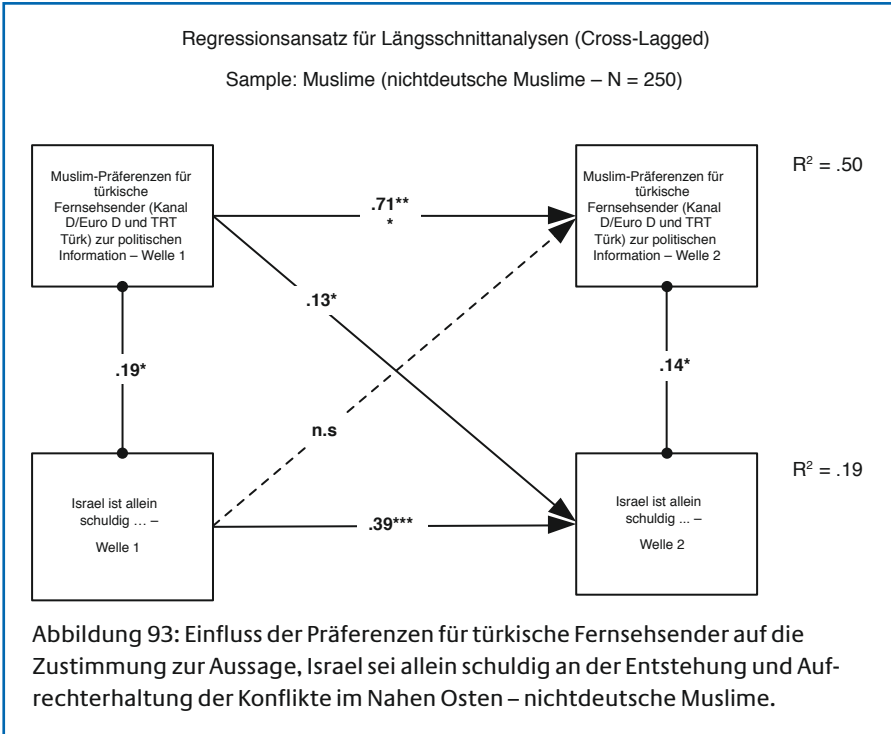 Regressionsansatz für Längsschnittanalysen (Cross-Lagged)
Sample: Muslime (nichtdeutsche Muslime – N = 250)
Muslim-Präferenzen für
türkische
Fernsehsender (Kanal
D/Euro D und TRT
Türk) zur politischen
Information – Welle 1
.71**
*
Muslim-Präferenzen für
türkische
Fernsehsender (Kanal
D/Euro D und TRT
Türk) zur politischen
Information – Welle 2
R² = .50
.13*
.19*
.14*
n.s
Israel ist allein
schuldig … –
Welle 1
.39***
Israel ist allein
schuldig ... –
Welle 2
R² = .19
Abbildung 93: Einfluss der Präferenzen für türkische Fernsehsender auf die
Zustimmung zur Aussage, Israel sei allein schuldig an der Entstehung und Auf-
rechterhaltung der Konflikte im Nahen Osten – nichtdeutsche Muslime.